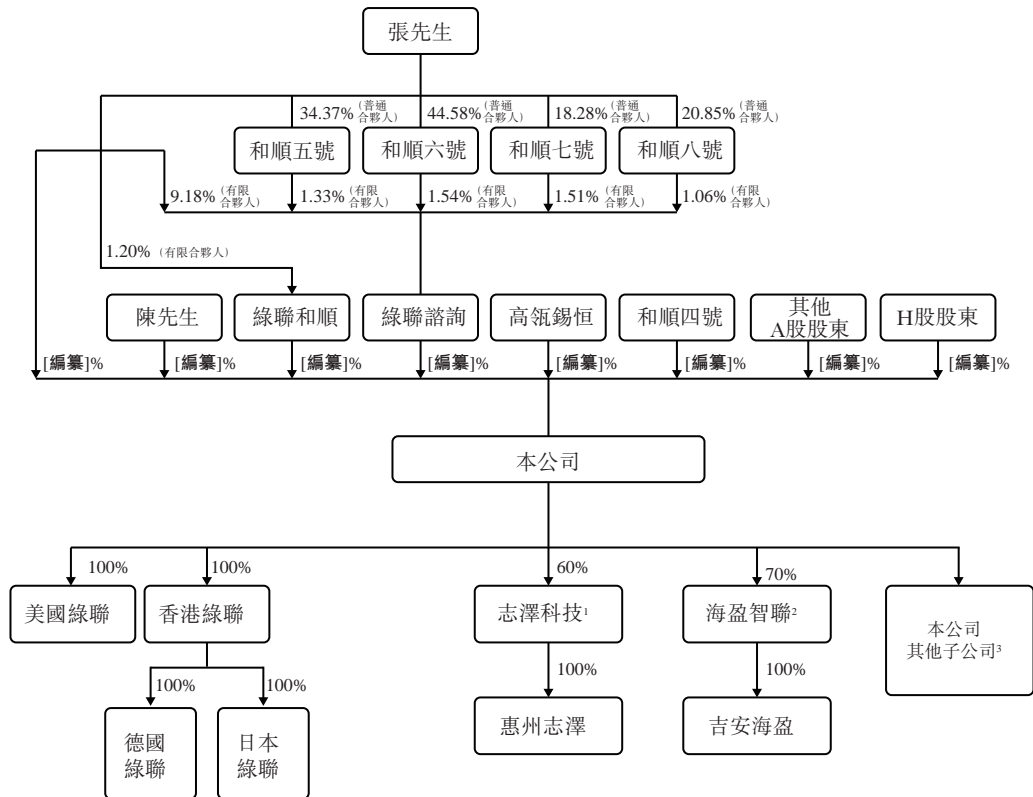 張先生
34.37% (普通合夥人)
44.58% (普通合夥人)
18.28% (普通合夥人)
20.85% (普通合夥人)
和順五號
和順六號
和順七號
和順八號
9.18% (有限合夥人)
1.33% (有限合夥人)
1.54% (有限合夥人)
1.51% (有限合夥人)
1.06% (有限合夥人)
1.20% (有限合夥人)
陳先生
綠聯和順
綠聯諮詢
高瓴錫恒
和順四號
其他
A股股東
H股股東
[編纂]%
[編纂]%
[編纂]%
[編纂]%
[編纂]%
[編纂]%
[編纂]%
[編纂]%
本公司
100%
100%
60%
70%
美國綠聯
香港綠聯
志澤科技1
海盈智聯2
本公司
其他子公司3
100%
100%
100%
100%
德國
綠聯
日本
綠聯
惠州志澤
吉安海盈